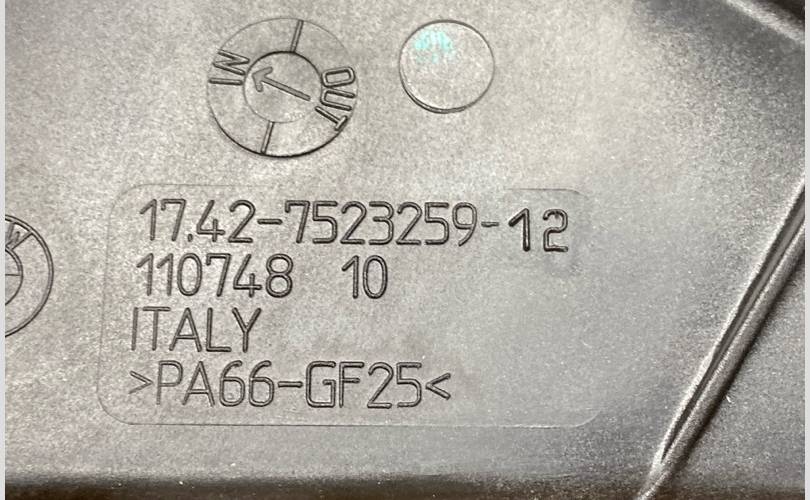 IN
OUT
17.42-7523259-12
110748 10
ITALY
>PA66-GF25<